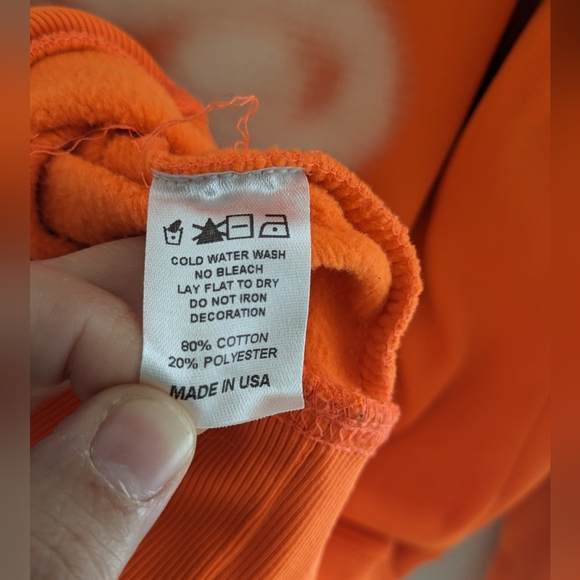 COLD WATER WASH
NO BLEACH
LAY FLAT TO DRY
DO NOT IRON
DECORATION
80% COTTON
20% POLYESTER
MADE IN USA